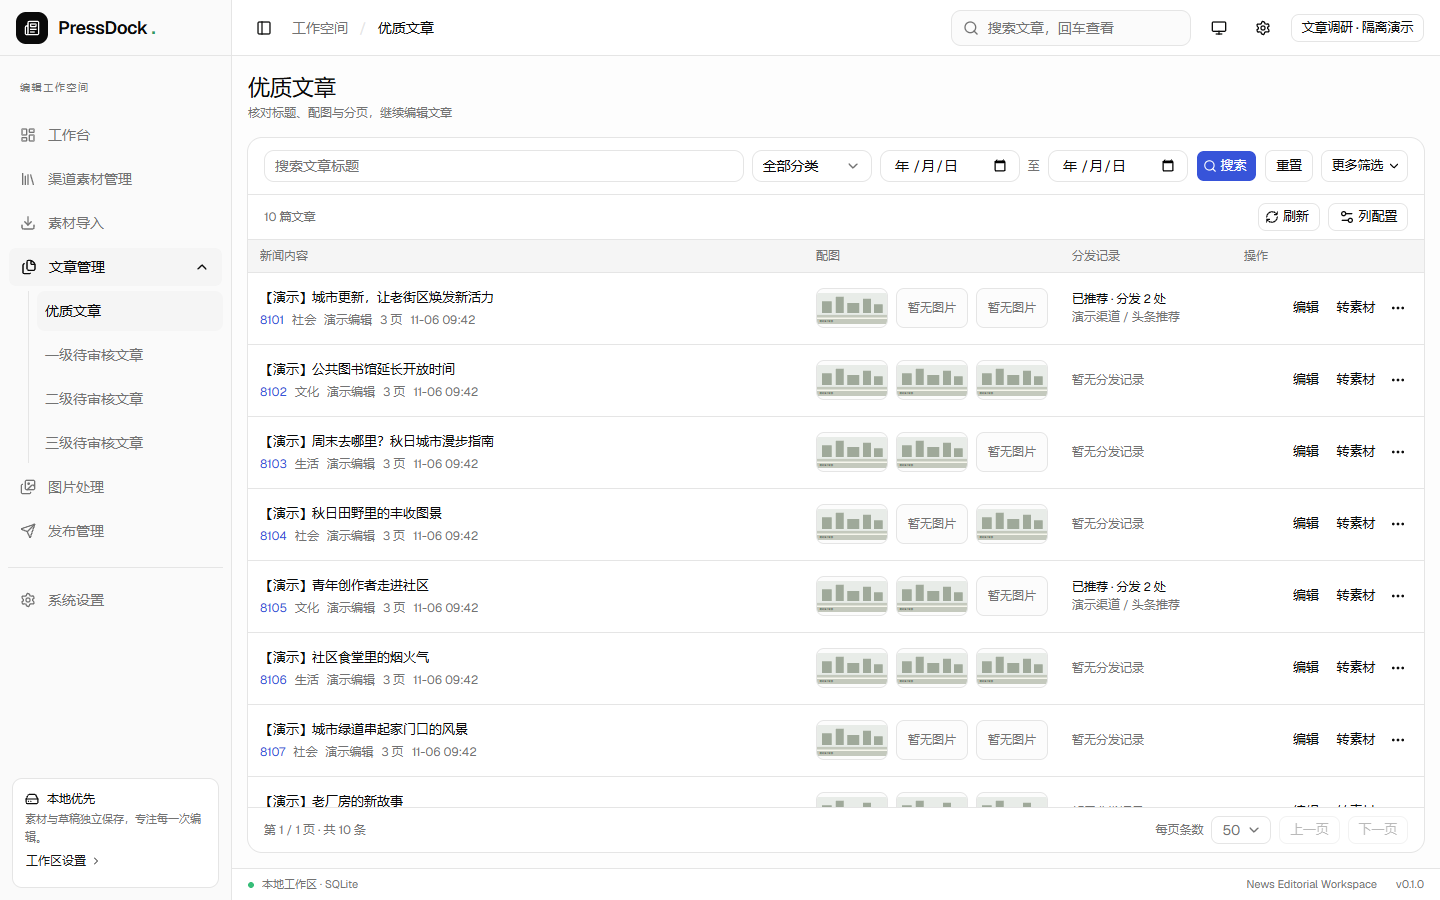 PressDock.
工作空间 / 优质文章
搜索文章，回车查看
文章调研 · 隔离演示
编辑工作空间
工作台
渠道素材管理
素材导入
文章管理
优质文章
一级待审核文章
二级待审核文章
三级待审核文章
图片处理
发布管理
系统设置
本地优先
素材与草稿独立保存，专注每一次编
辑。
工作区设置
优质文章
核对标题、配图与分页，继续编辑文章
搜索文章标题 全部分类 年 /月/日 至 年 /月/日 搜索 重置 更多筛选
10 篇文章 刷新 列配置
新闻内容 配图 分发记录 操作
【演示】城市更新，让老街区焕发新活力
8101 社会 演示编辑 3 页 11-06 09:42
暂无图片 暂无图片
已推荐 · 分发 2 处
演示渠道 / 头条推荐
编辑 转素材
【演示】公共图书馆延长开放时间
8102 文化 演示编辑 3 页 11-06 09:42
暂无分发记录
编辑 转素材
【演示】周末去哪里？秋日城市漫步指南
8103 生活 演示编辑 3 页 11-06 09:42
暂无图片
暂无分发记录
编辑 转素材
【演示】秋日田野里的丰收图景
8104 社会 演示编辑 3 页 11-06 09:42
暂无图片
暂无分发记录
编辑 转素材
【演示】青年创作者走进社区
8105 文化 演示编辑 3 页 11-06 09:42
暂无图片
已推荐 · 分发 2 处
演示渠道 / 头条推荐
编辑 转素材
【演示】社区食堂里的烟火气
8106 生活 演示编辑 3 页 11-06 09:42
暂无分发记录
编辑 转素材
【演示】城市绿道串起家门口的风景
8107 社会 演示编辑 3 页 11-06 09:42
暂无图片 暂无图片
暂无分发记录
编辑 转素材
【演示】老厂房的新故事
第 1 / 1 页 · 共 10 条
每页条数 50 上一页 下一页
本地工作区 · SQLite
News Editorial Workspace v0.1.0